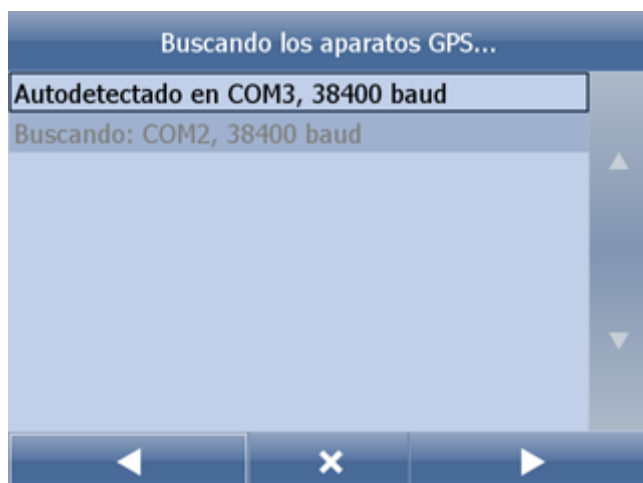 Buscando los aparatos GPS...
Autodetectado en COM3, 38400 baud
Buscando: COM2, 38400 baud